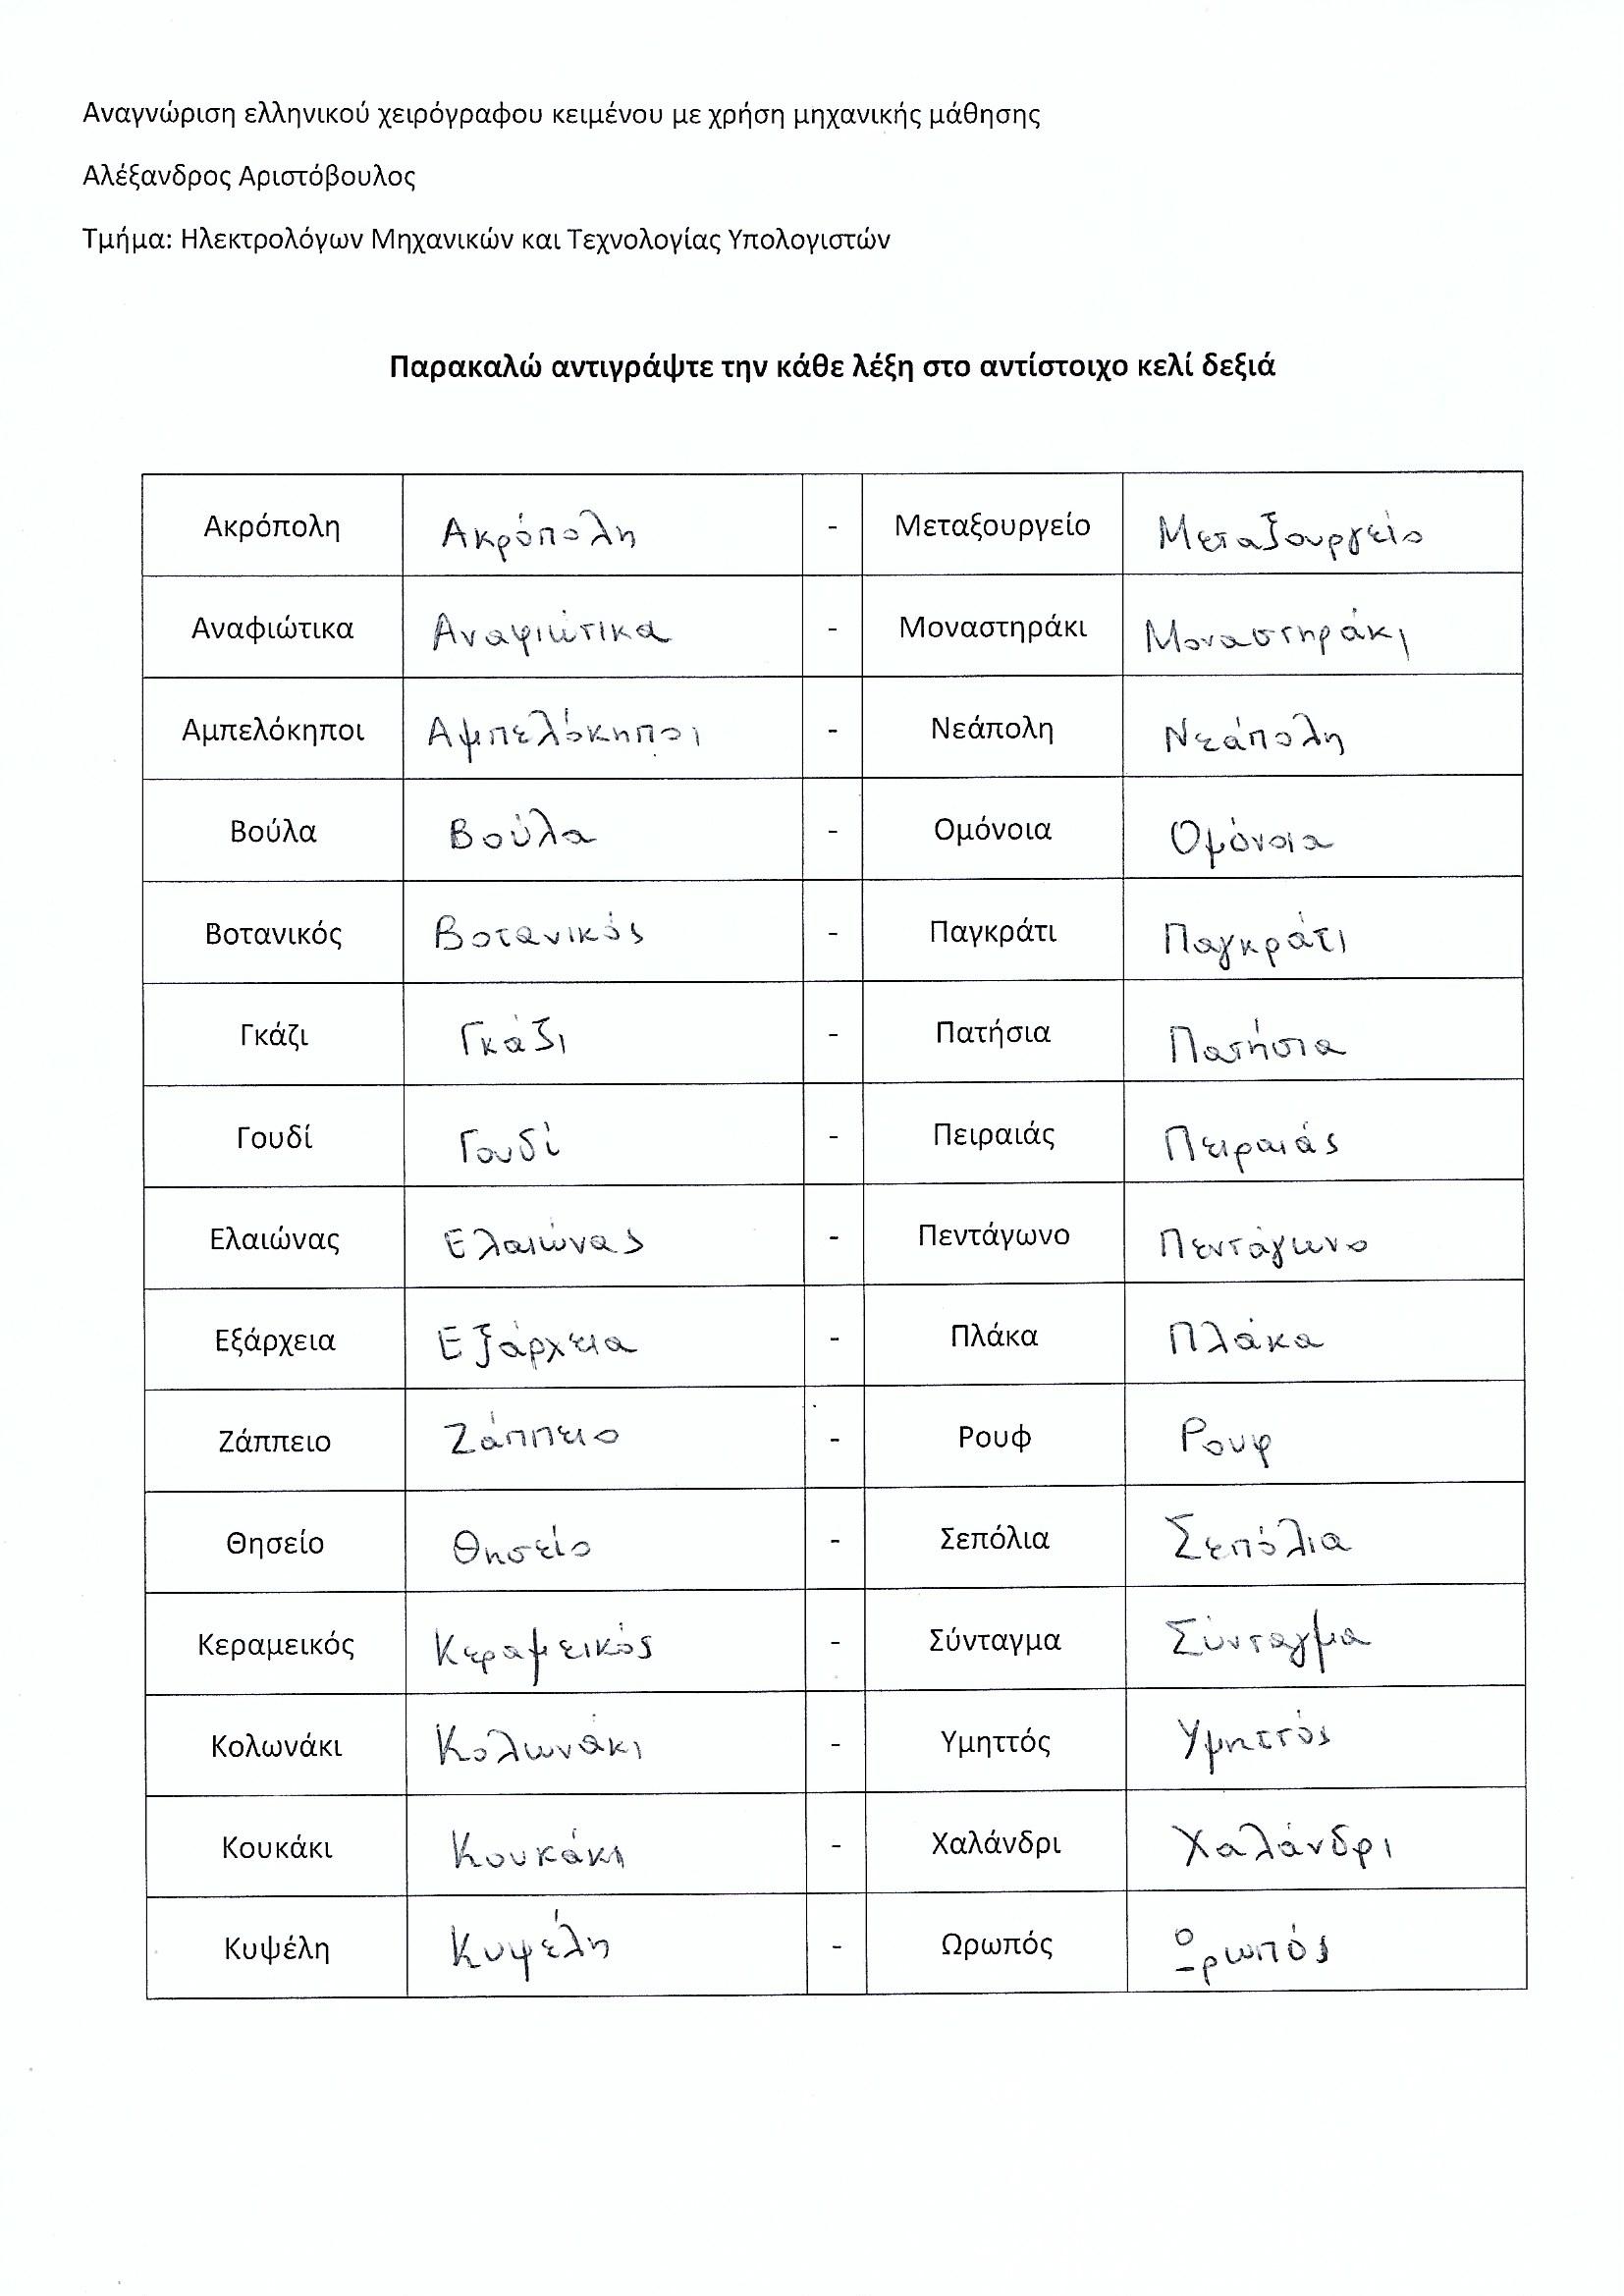 Αναγνώριση ελληνικού χειρόγραφου κειμένου με χρήση μηχανικής μάθησης
Αλέξανδρος Αριστόβουλος
Τμήμα: Ηλεκτρολόγων Μηχανικών και Τεχνολογίας Υπολογιστών
Παρακαλώ αντιγράψτε την κάθε λέξη στο αντίστοιχο κελί δεξιά
Ακρόπολη Ακρόπολη - Μεταξουργείο Μεταξουργείο
Αναφιώτικα Αναφιώτικα - Μοναστηράκι Μοναστηράκι
Αμπελόκηποι Αμπελόκηποι - Νεάπολη Νεάπολη
Βούλα Βούλα - Ομόνοια Ομόνοια
Βοτανικός Βοτανικός - Παγκράτι Παγκράτι
Γκάζι Γκάζι - Πατήσια Πατήσια
Γουδί Γουδί - Πειραιάς Πειραιάς
Ελαιώνας Ελαιώνας - Πεντάγωνο Πεντάγωνο
Εξάρχεια Εξάρχεια - Πλάκα Πλάκα
Ζάππειο Ζάππειο - Ρουφ Ρουφ
Θησείο Θησείο - Σεπόλια Σεπόλια
Κεραμεικός Κεραμεικός - Σύνταγμα Σύνταγμα
Κολωνάκι Κολωνάκι - Υμηττός Υμηττός
Κουκάκι Κουκάκι - Χαλάνδρι Χαλάνδρι
Κυψέλη Κυψέλη - Ωρωπός Ωρωπός